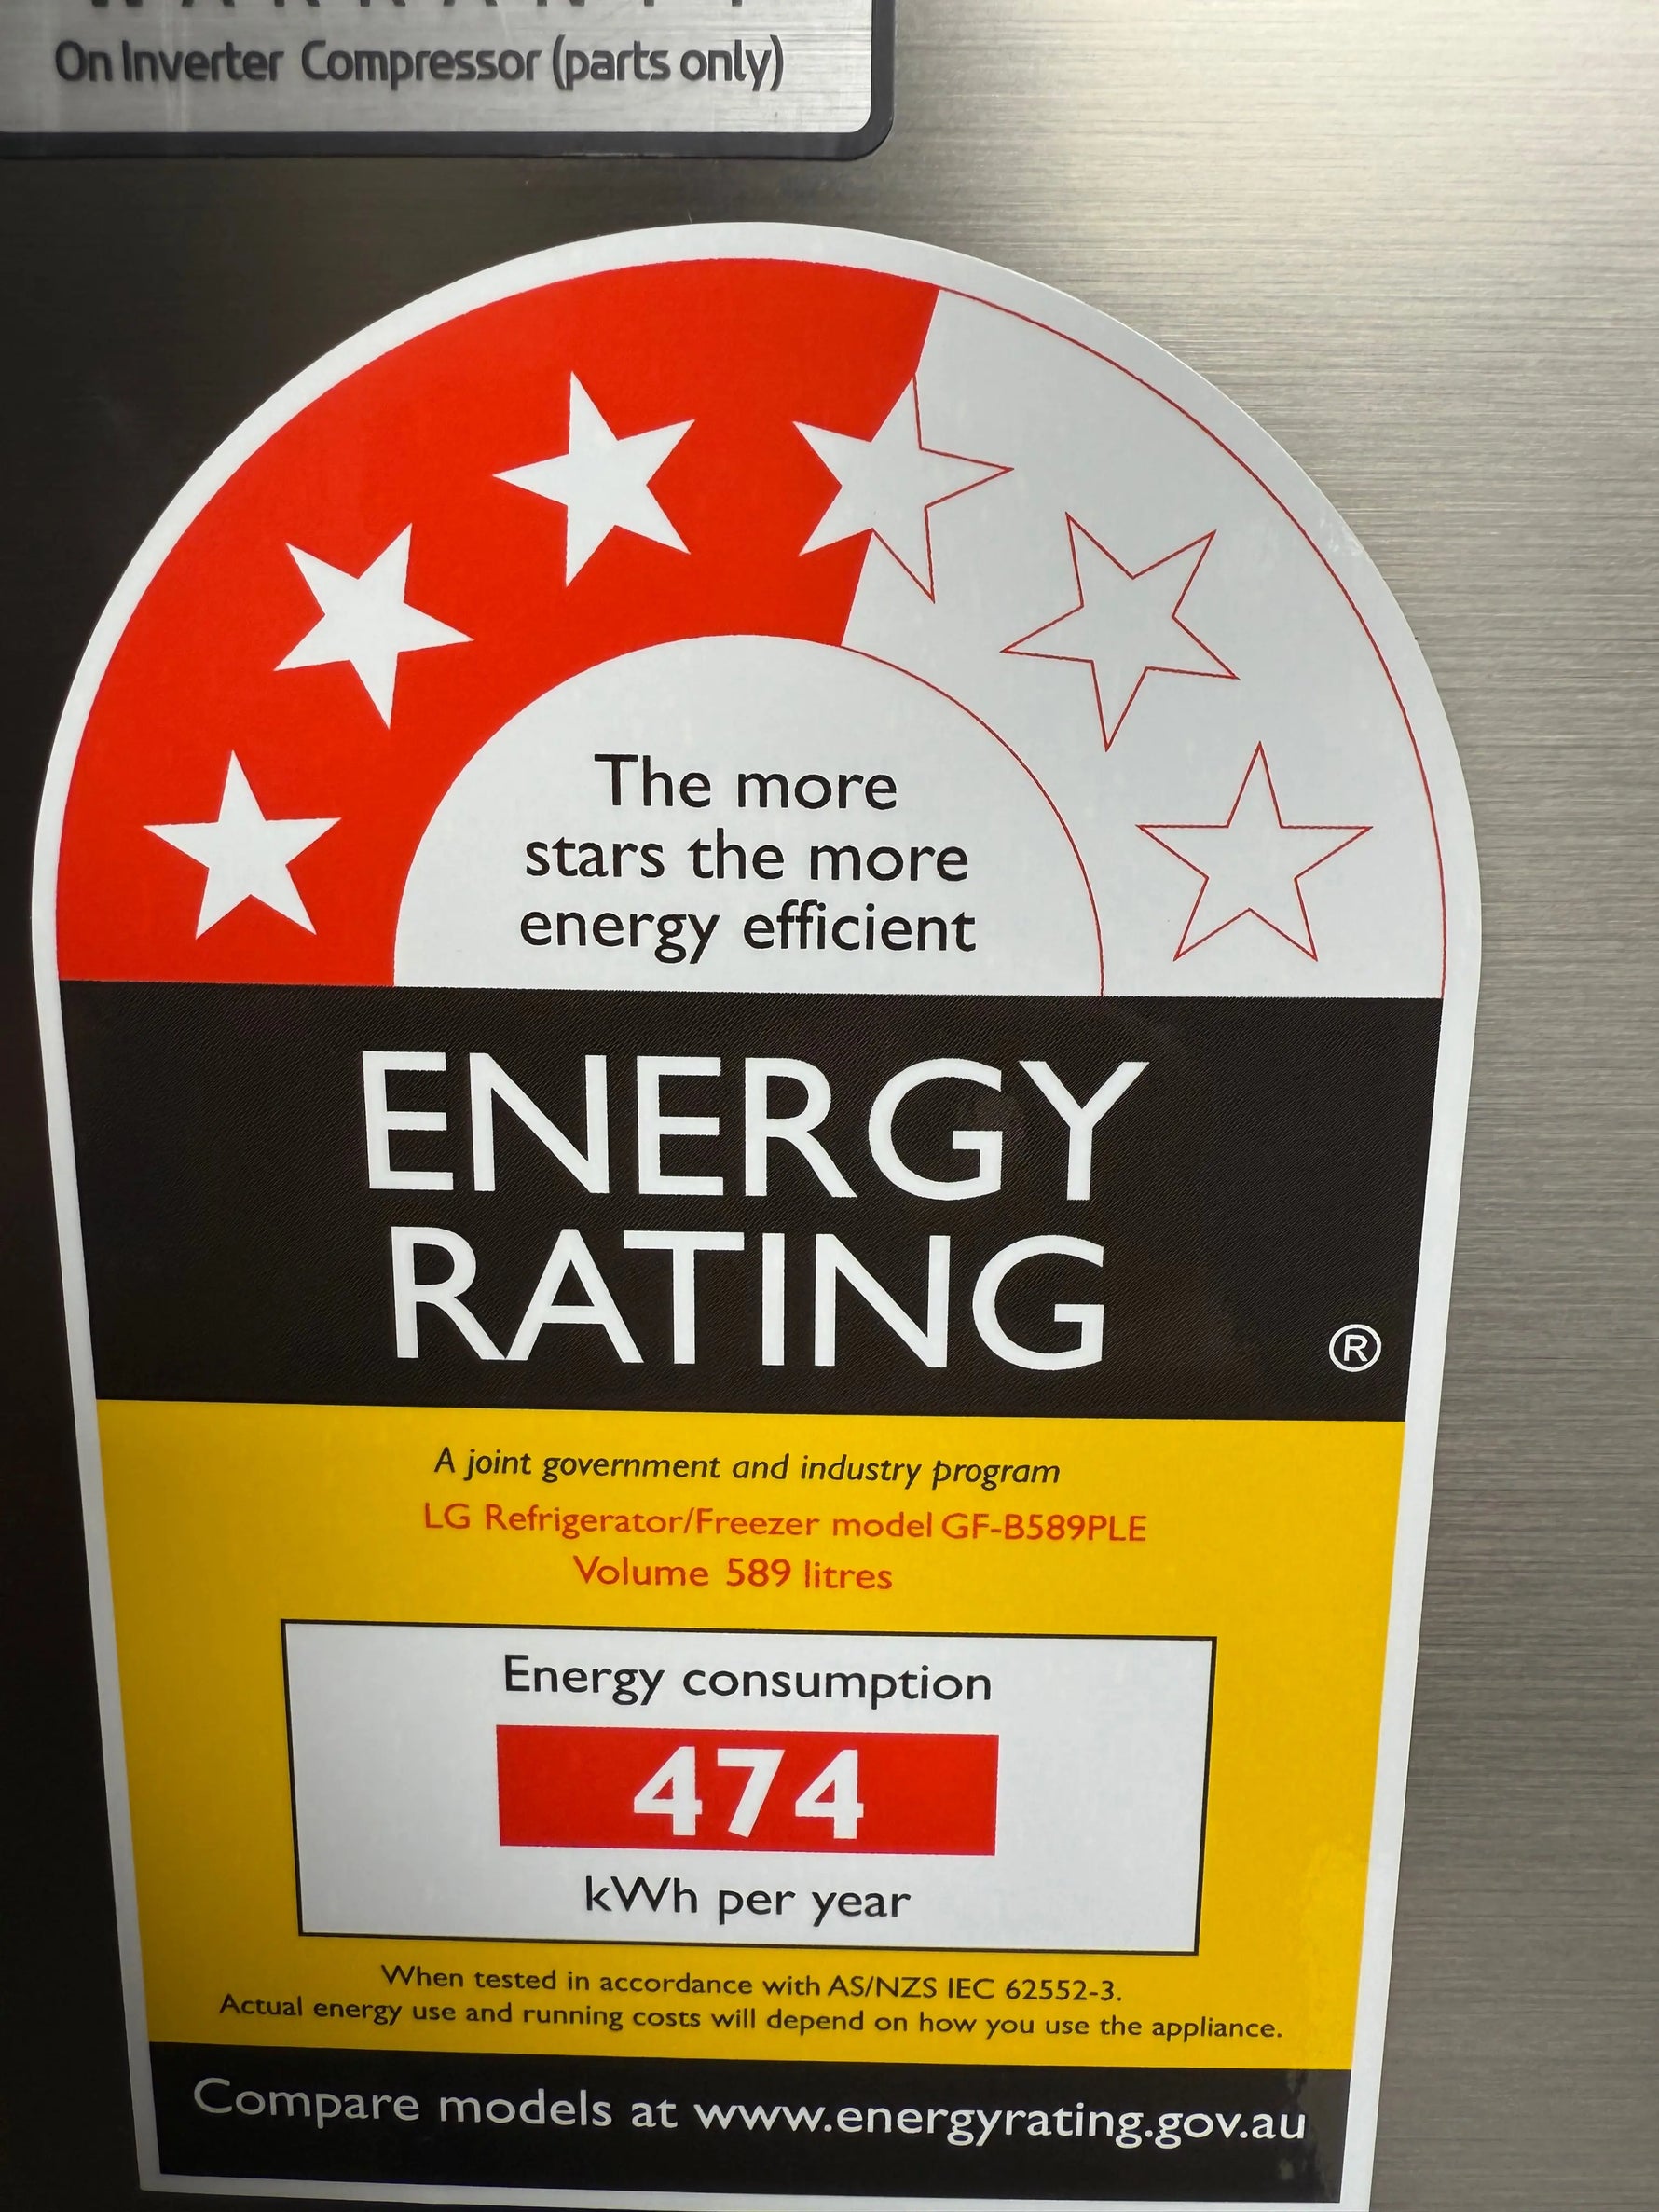 On Inverter Compressor (parts only)
The more
stars the more
energy efficient
ENERGY
RATING
®
A joint government and industry program
LG Refrigerator/Freezer model GF-B589PLE
Volume 589 litres
Energy consumption
474
kWh per year
When tested in accordance with AS/NZS IEC 62552-3.
Actual energy use and running costs will depend on how you use the appliance.
Compare models at www.energyrating.gov.au